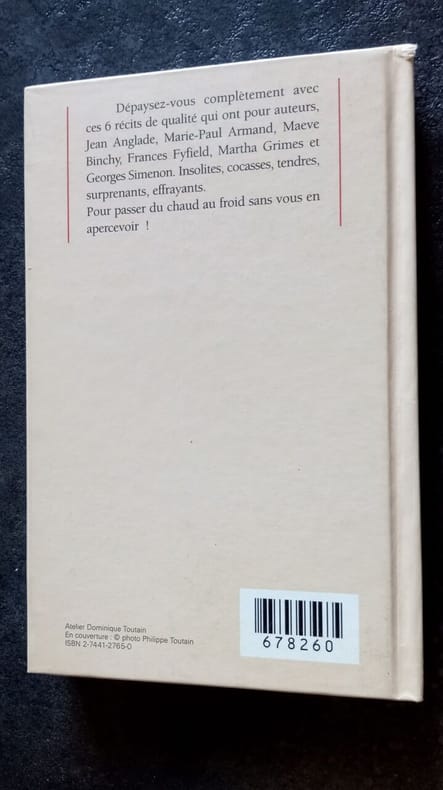 Dépaysez-vous complètement avec
ces 6 récits de qualité qui ont pour auteurs,
Jean Anglade, Marie-Paul Armand, Maeve
Binchy, Frances Fyfield, Martha Grimes et
Georges Simenon. Insolites, cocasses, tendres,
surprenants, effrayants.
Pour passer du chaud au froid sans vous en
apercevoir !
Atelier Dominique Toutain
En couverture : © photo Philippe Toutain
ISBN 2-7441-2765-0
678260